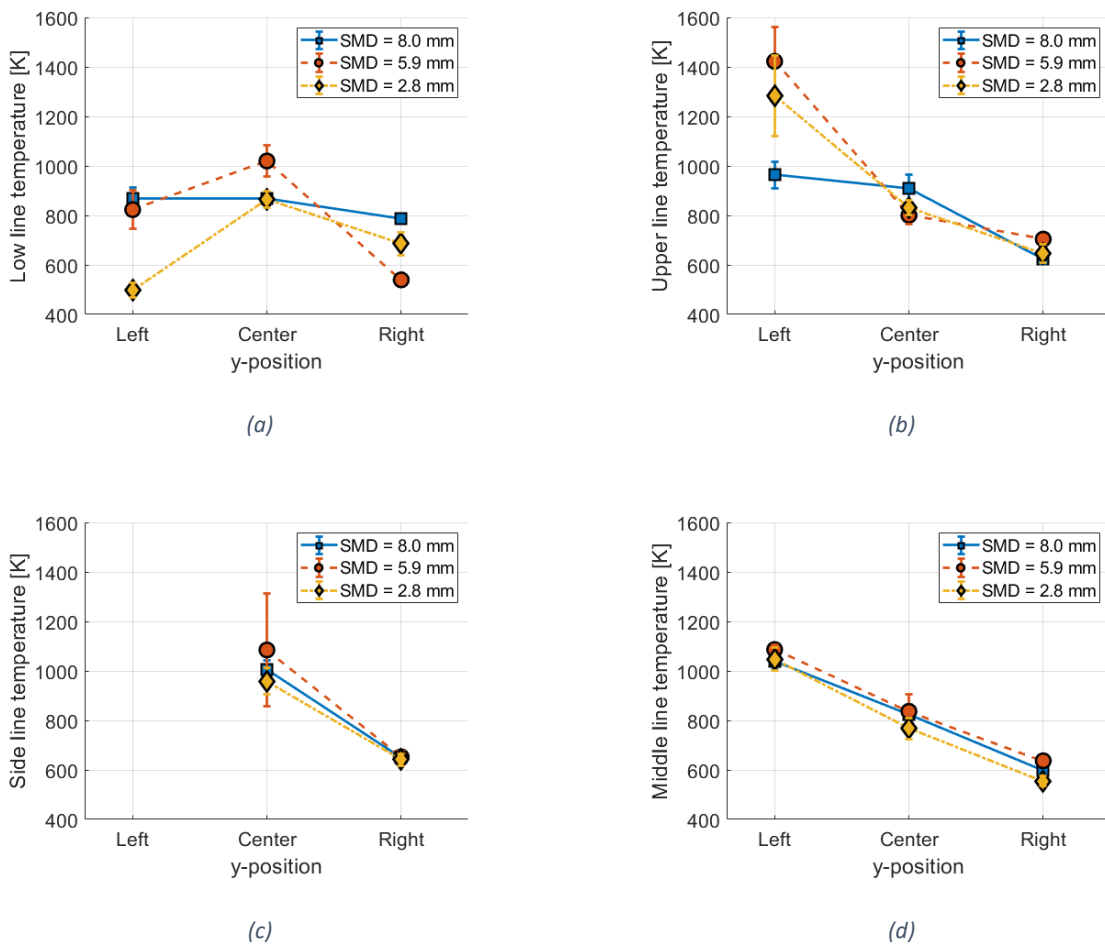 1600
1400
1200
1000
800
600
400
Low line temperature [K]
SMD = 8.0 mm
SMD = 5.9 mm
SMD = 2.8 mm
Left
Center
Right
y-position
(a)
1600
1400
1200
1000
800
600
400
Upper line temperature [K]
SMD = 8.0 mm
SMD = 5.9 mm
SMD = 2.8 mm
Left
Center
Right
y-position
(b)
1600
1400
1200
1000
800
600
400
Side line temperature [K]
SMD = 8.0 mm
SMD = 5.9 mm
SMD = 2.8 mm
Left
Center
Right
y-position
(c)
1600
1400
1200
1000
800
600
400
Middle line temperature [K]
SMD = 8.0 mm
SMD = 5.9 mm
SMD = 2.8 mm
Left
Center
Right
y-position
(d)